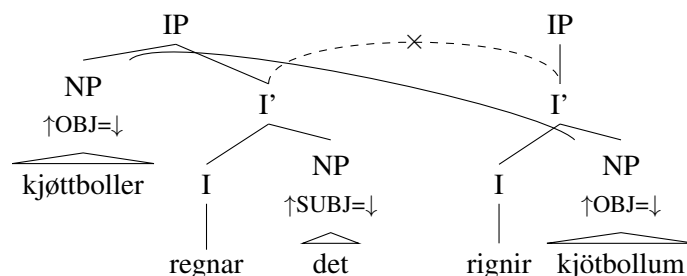 IP IP
NP I' I'
↑OBJ=↓
kjøttboller I NP I NP
↑SUBJ=↓ ↑OBJ=↓
regnar det rignir kjötbollum